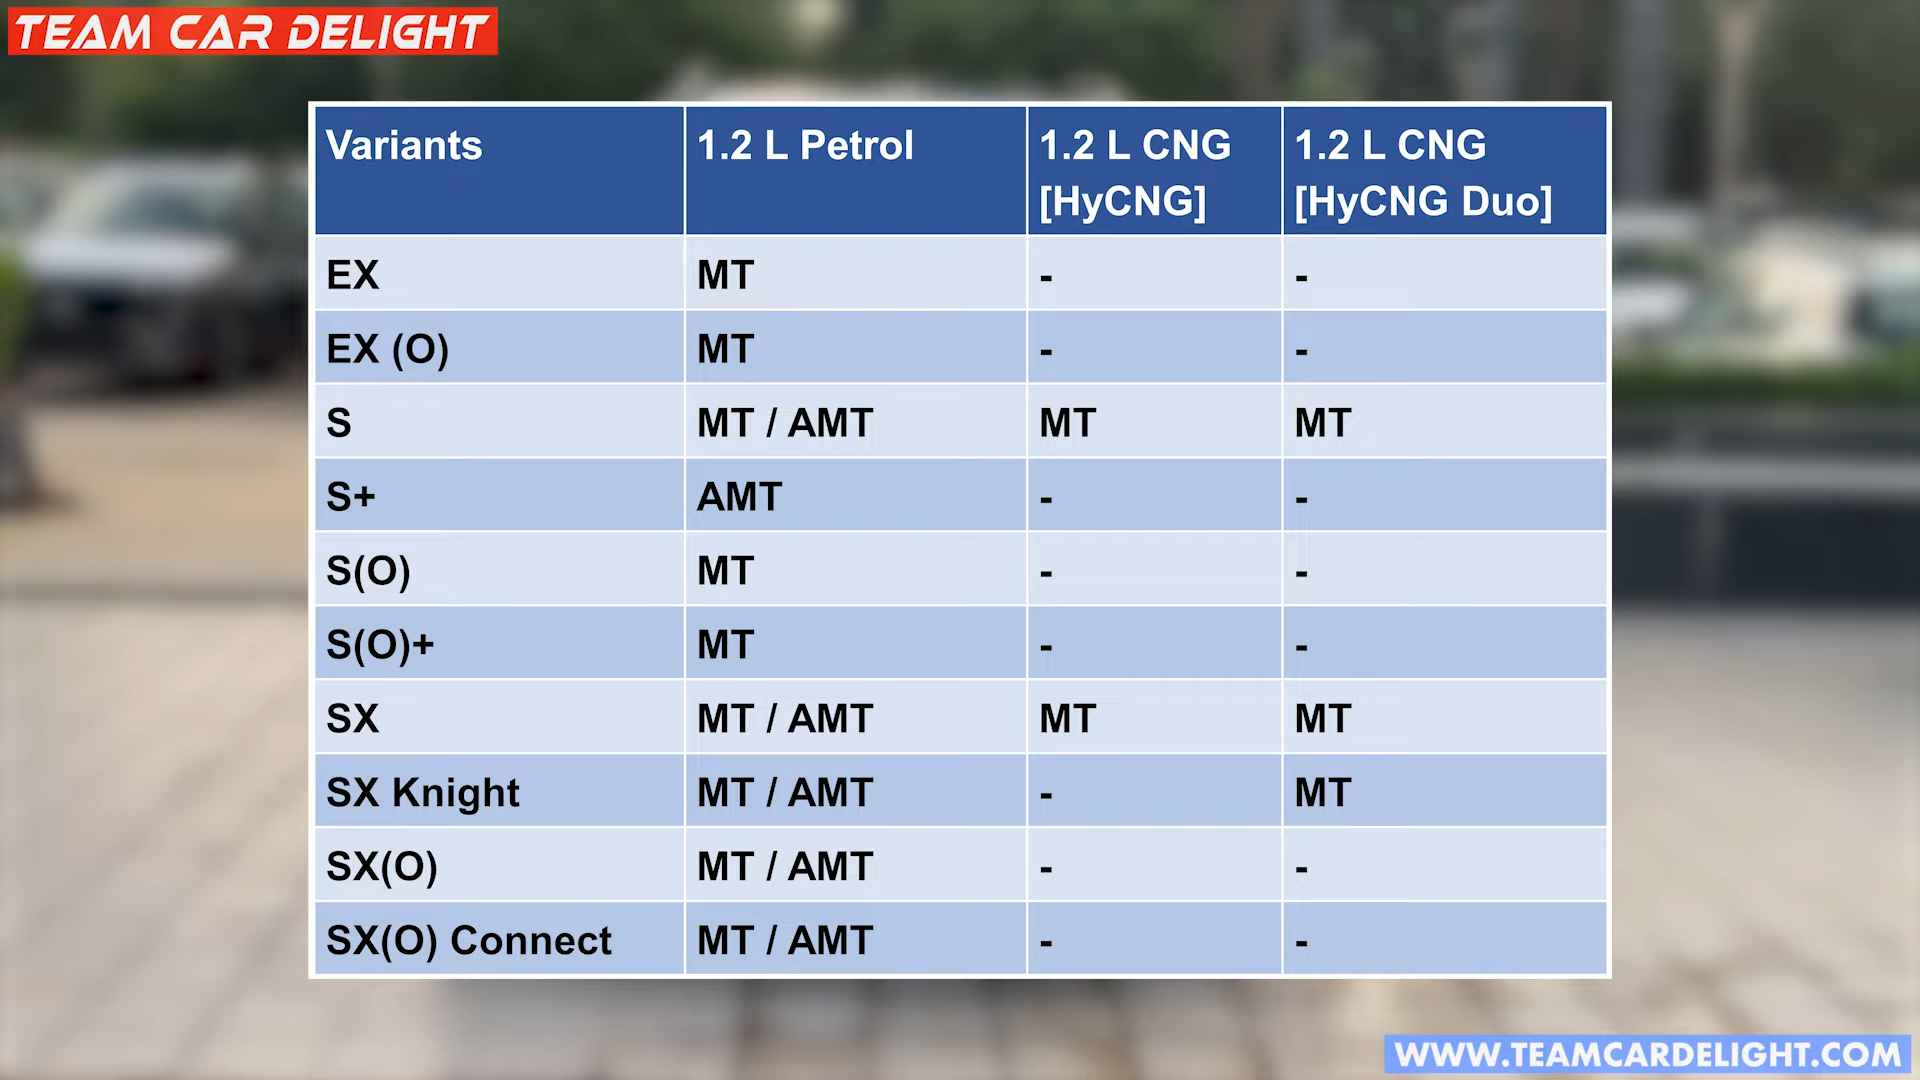 TEAM CAR DELIGHT
Variants 1.2 L Petrol 1.2 L CNG [HyCNG] 1.2 L CNG [HyCNG Duo]
EX MT - -
EX (O) MT - -
S MT / AMT MT MT
S+ AMT - -
S(O) MT - -
S(O)+ MT - -
SX MT / AMT MT MT
SX Knight MT / AMT - MT
SX(O) MT / AMT - -
SX(O) Connect MT / AMT - -
WWW.TEAMCARDELIGHT.COM